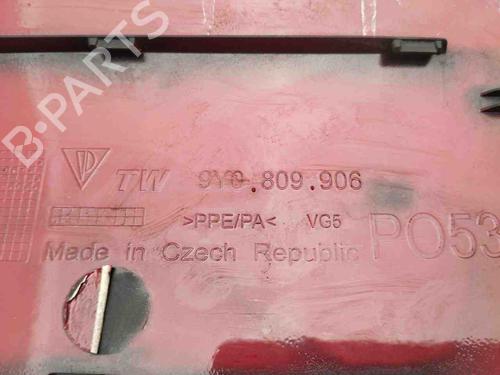 B-PARTS
TW 9Y0.809.906
>PPE/PA< VG5
PO53
Made in Czech Republic